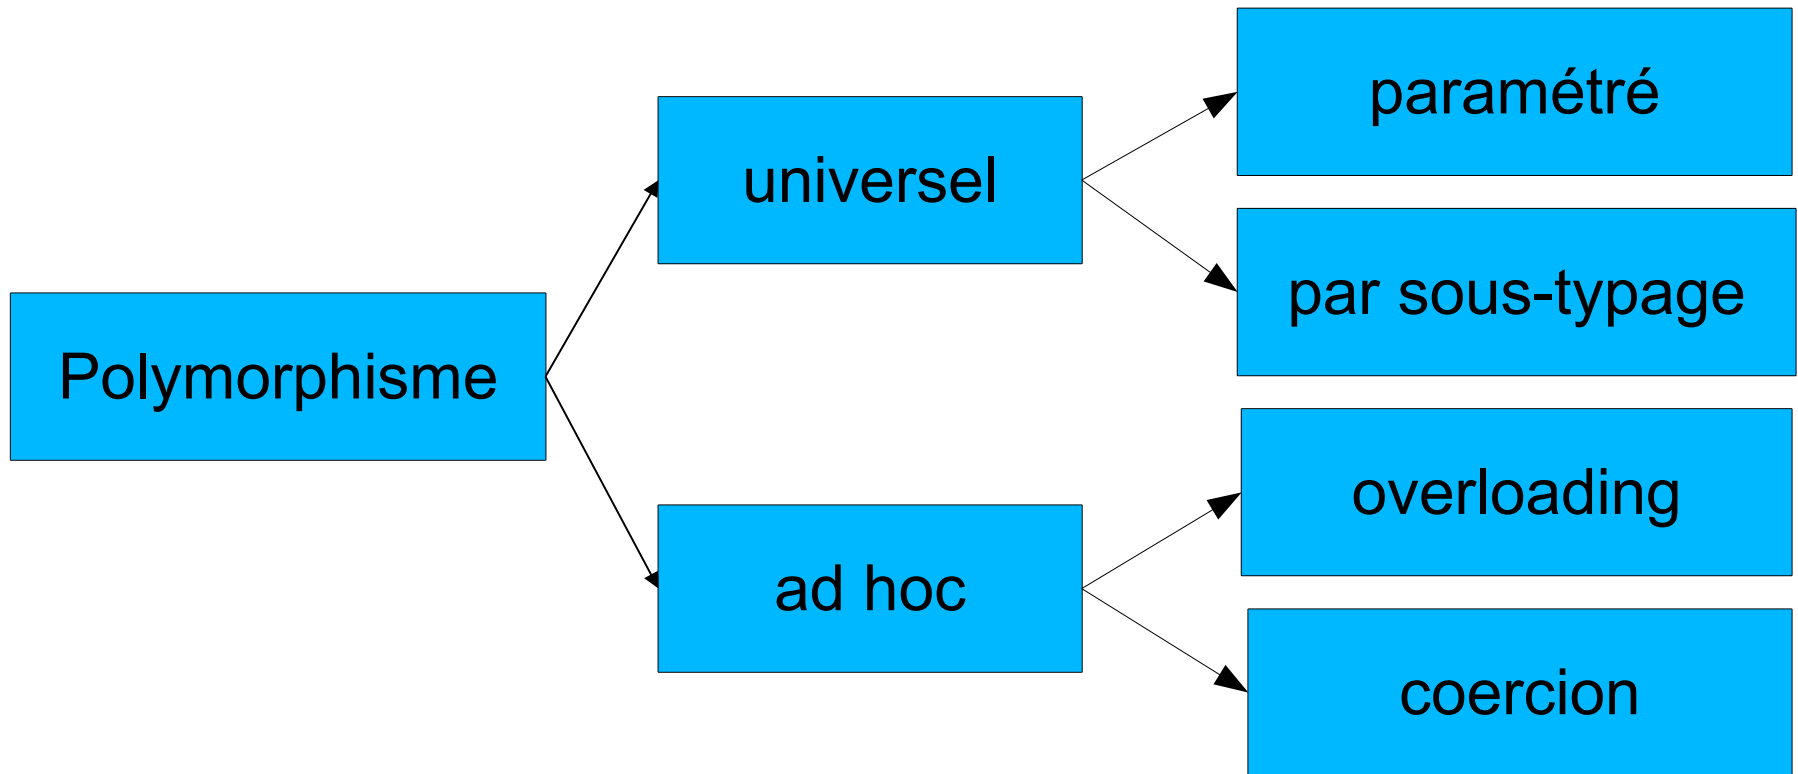 Polymorphisme
universel
paramétré
par sous-typage
ad hoc
overloading
coercion